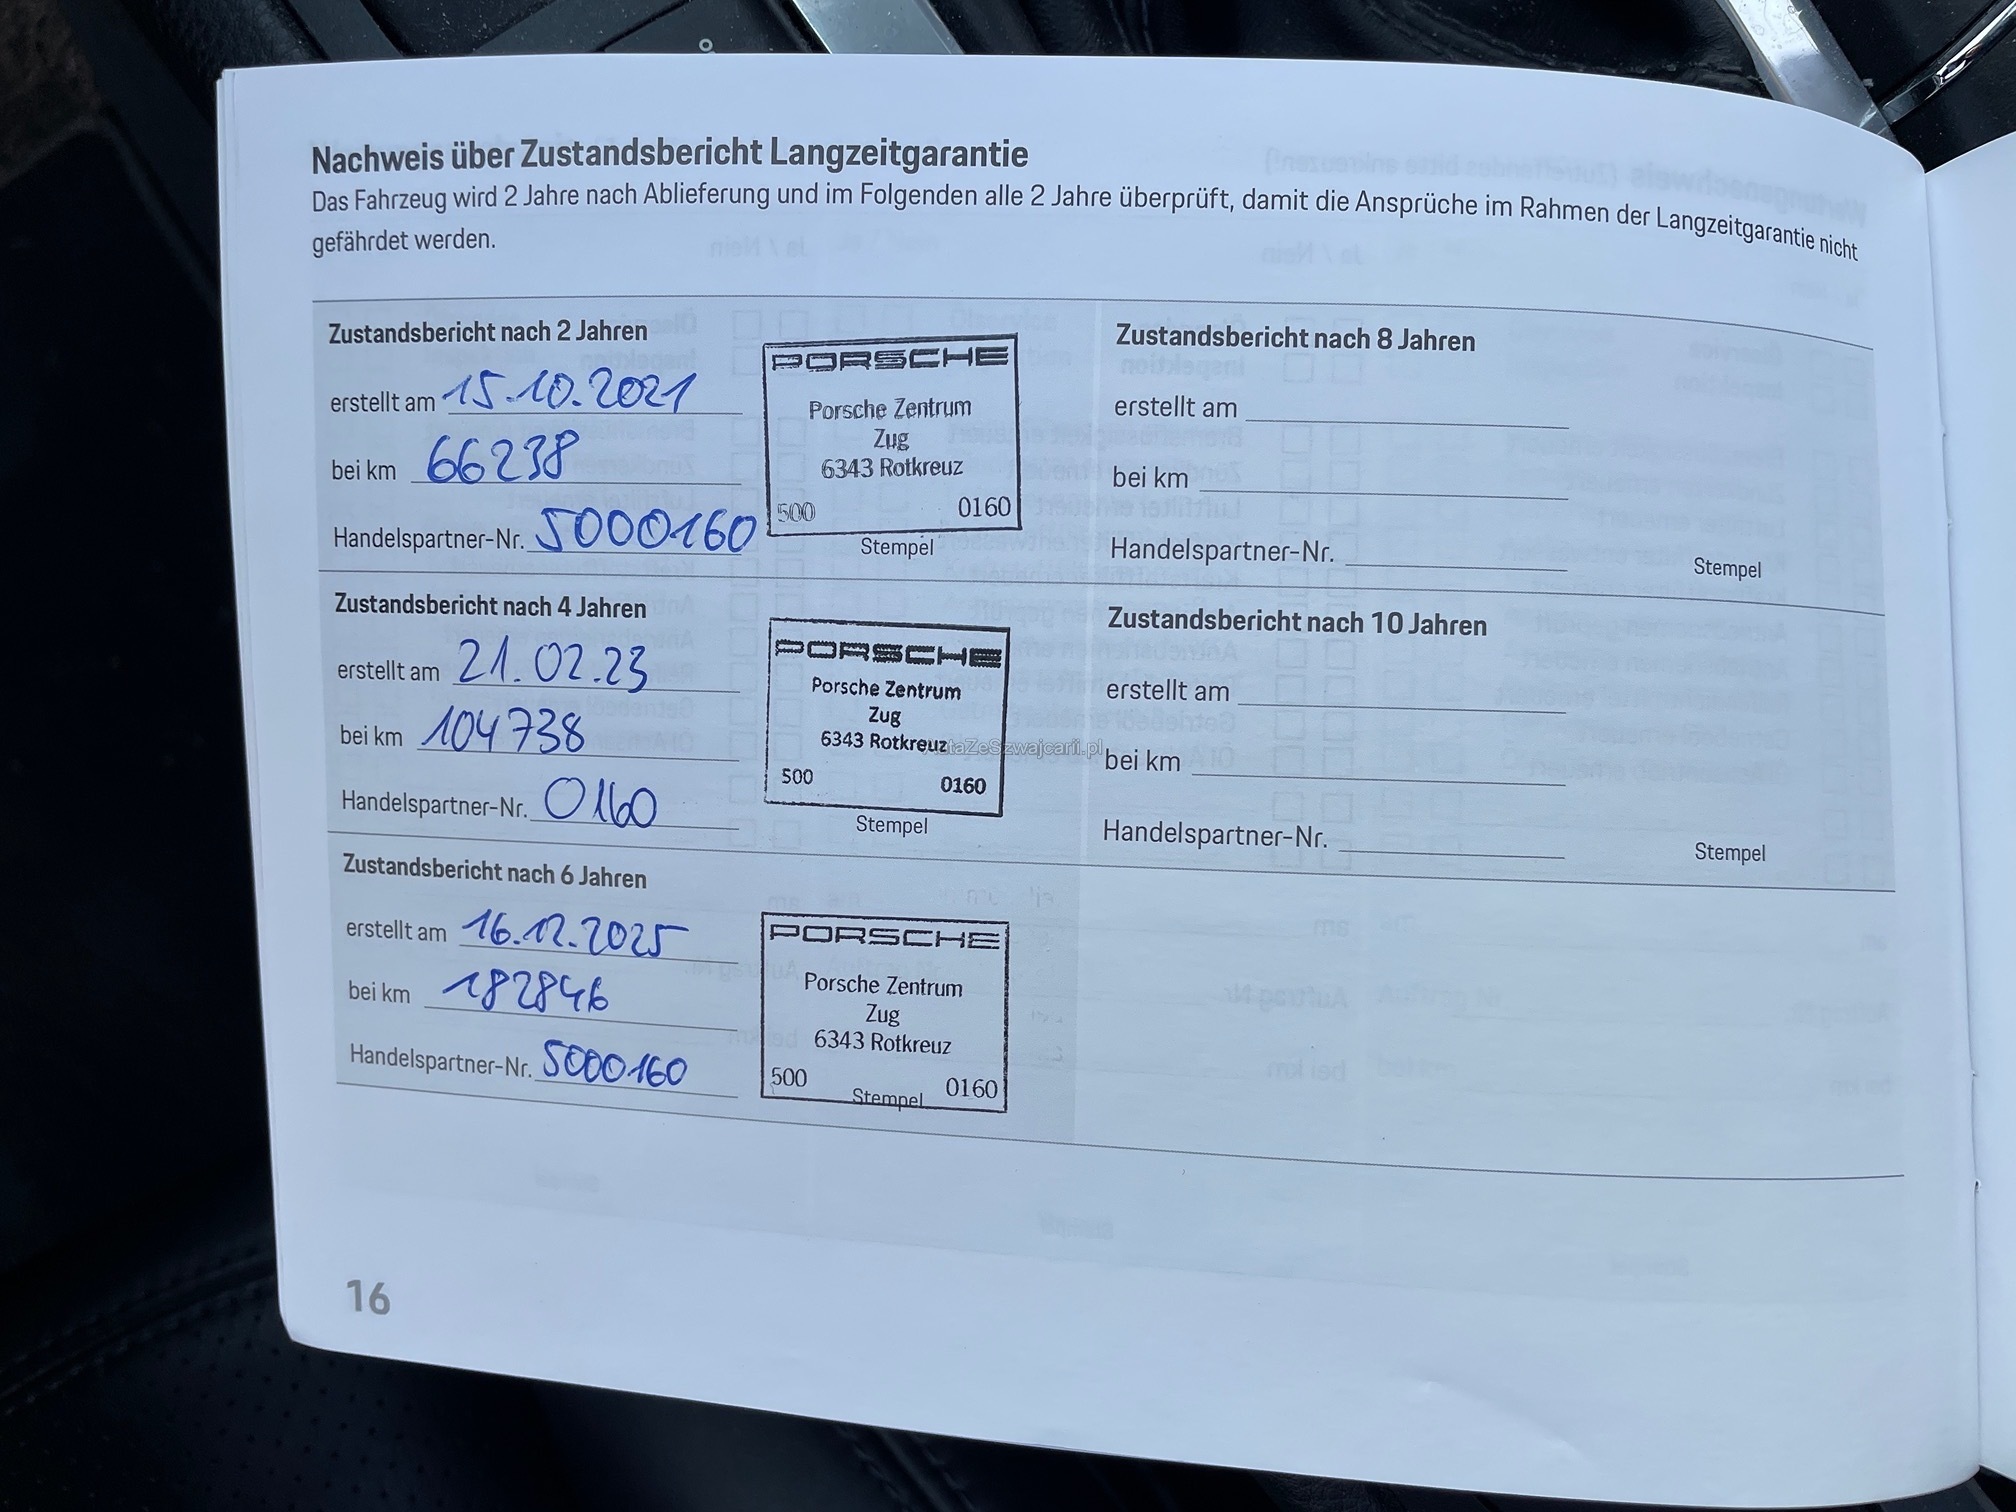 Nachweis über Zustandsbericht Langzeitgarantie
Das Fahrzeug wird 2 Jahre nach Ablieferung und im Folgenden alle 2 Jahre überprüft, damit die Ansprüche im Rahmen der Langzeitgarantie nicht
gefährdet werden.
Zustandsbericht nach 2 Jahren
erstellt am 15.10.2021
bei km 66238
Handelspartner-Nr. 5000160
PORSCHE
Porsche Zentrum
Zug
6343 Rotkreuz
500 0160
Stempel
Zustandsbericht nach 4 Jahren
erstellt am 21.02.23
bei km 104738
Handelspartner-Nr. 0160
PORSCHE
Porsche Zentrum
Zug
6343 Rotkreuz
500 0160
Stempel
Zustandsbericht nach 6 Jahren
erstellt am 16.12.2025
bei km 182846
Handelspartner-Nr. 5000160
PORSCHE
Porsche Zentrum
Zug
6343 Rotkreuz
500 0160
Stempel
Zustandsbericht nach 8 Jahren
erstellt am
bei km
Handelspartner-Nr.
Stempel
Zustandsbericht nach 10 Jahren
erstellt am
bei km
Handelspartner-Nr.
Stempel
AutaZeSzwajcarii.pl
16